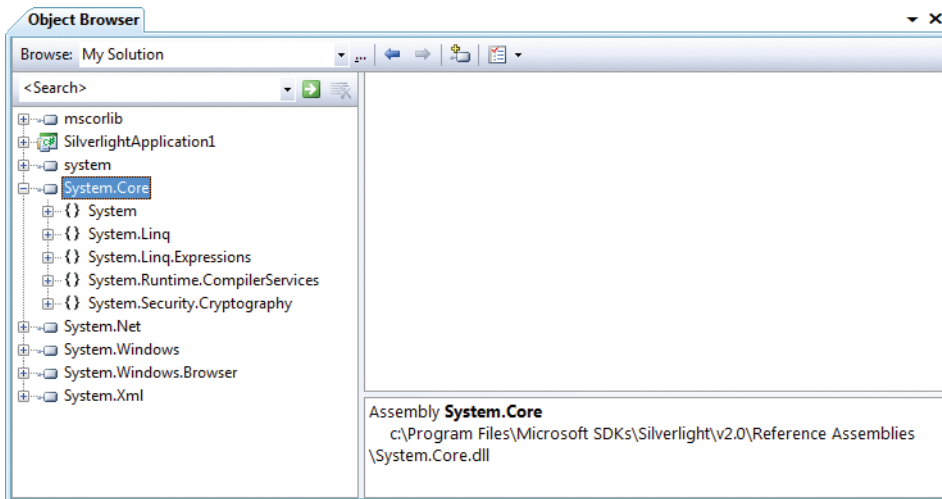 Object Browser
Browse: My Solution
...
<Search>
mscorlib
SilverlightApplication1
system
System.Core
{} System
{} System.Linq
{} System.Linq.Expressions
{} System.Runtime.CompilerServices
{} System.Security.Cryptography
System.Net
System.Windows
System.Windows.Browser
System.Xml
Assembly System.Core
c:\Program Files\Microsoft SDKs\Silverlight\v2.0\Reference Assemblies
\System.Core.dll